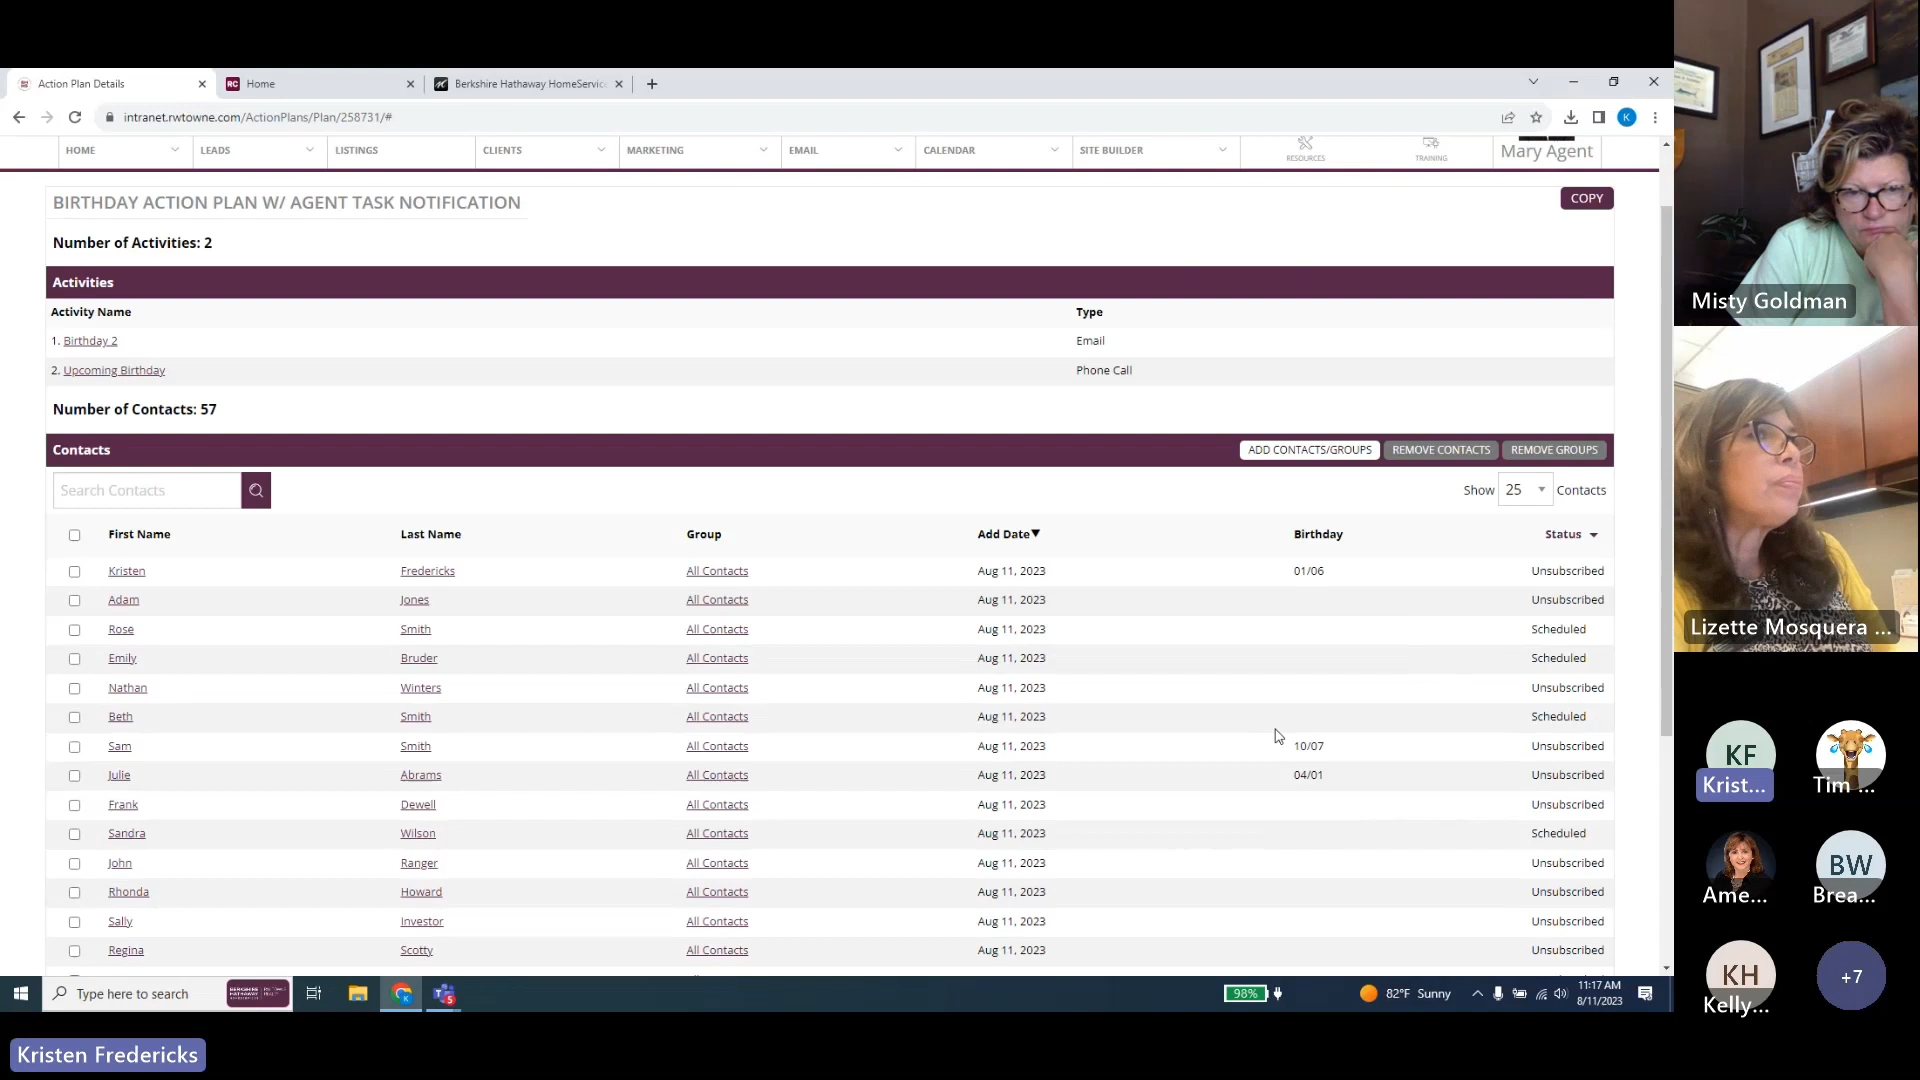 Action Plan Details
RC Home
Berkshire Hathaway HomeServic
intranet.rwtowne.com/ActionPlans/Plan/258731/#
K
HOME LEADS LISTINGS CLIENTS MARKETING EMAIL CALENDAR SITE BUILDER RESOURCES TRAINING Mary Agent
BIRTHDAY ACTION PLAN W/ AGENT TASK NOTIFICATION
COPY
Number of Activities: 2
Activities
Activity Name Type
1. Birthday 2 Email
2. Upcoming Birthday Phone Call
Number of Contacts: 57
Contacts ADD CONTACTS/GROUPS REMOVE CONTACTS REMOVE GROUPS
Search Contacts Show 25 Contacts
First Name Last Name Group Add Date▼ Birthday Status
Kristen Fredericks All Contacts Aug 11, 2023 01/06 Unsubscribed
Adam Jones All Contacts Aug 11, 2023 Unsubscribed
Rose Smith All Contacts Aug 11, 2023 Scheduled
Emily Bruder All Contacts Aug 11, 2023 Scheduled
Nathan Winters All Contacts Aug 11, 2023 Unsubscribed
Beth Smith All Contacts Aug 11, 2023 Scheduled
Sam Smith All Contacts Aug 11, 2023 10/07 Unsubscribed
Julie Abrams All Contacts Aug 11, 2023 04/01 Unsubscribed
Frank Dewell All Contacts Aug 11, 2023 Unsubscribed
Sandra Wilson All Contacts Aug 11, 2023 Scheduled
John Ranger All Contacts Aug 11, 2023 Unsubscribed
Rhonda Howard All Contacts Aug 11, 2023 Unsubscribed
Sally Investor All Contacts Aug 11, 2023 Unsubscribed
Regina Scotty All Contacts Aug 11, 2023 Unsubscribed
Type here to search
98%
82°F Sunny
11:17 AM
8/11/2023
Kristen Fredericks
Misty Goldman
Lizette Mosquera ...
KF
Krist...
Tim ...
Ame...
BW
Brea...
KH
Kelly...
+7